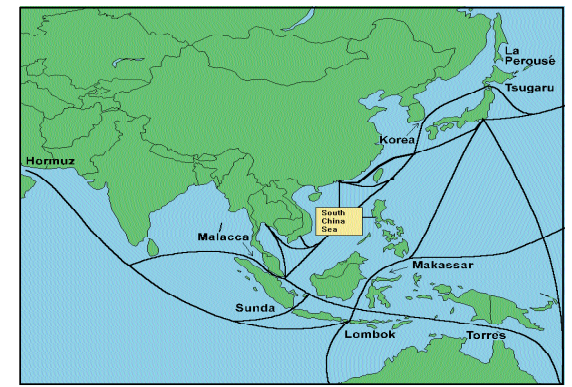 La
Perousé
Tsugaru
Korea
Hormuz
South
China
Sea
Malacca
Makassar
Sunda
Lombok
Torres